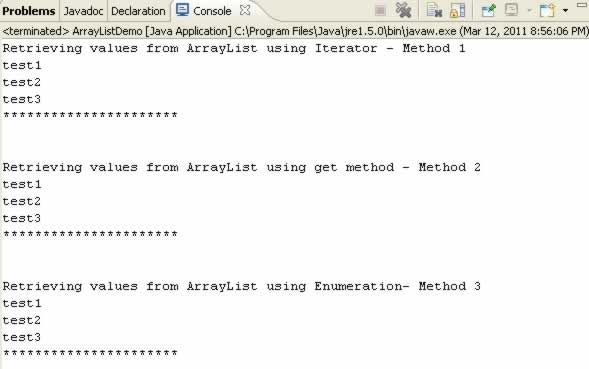 Problems Javadoc Declaration Console
<terminated> ArrayListDemo [Java Application] C:\Program Files\Java\jre1.5.0\bin\javaw.exe (Mar 12, 2011 8:56:06 PM)
Retrieving values from ArrayList using Iterator - Method 1
test1
test2
test3
**********************
Retrieving values from ArrayList using get method - Method 2
test1
test2
test3
**********************
Retrieving values from ArrayList using Enumeration- Method 3
test1
test2
test3
**********************